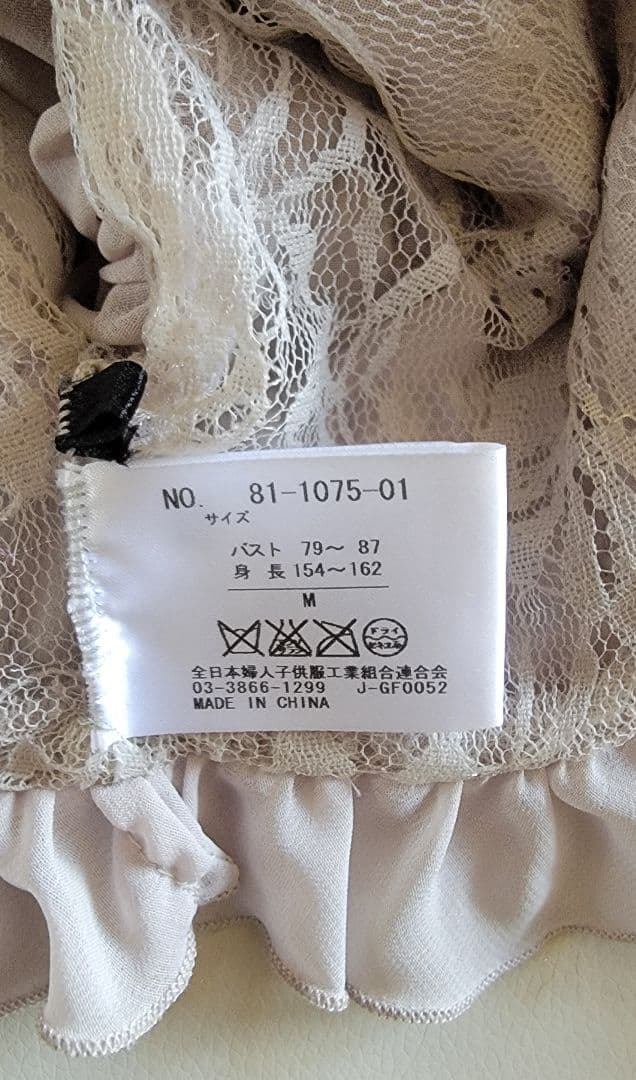 NO. 81-1075-01
サイズ
バスト 79〜 87
身 長 154〜162
M
ドライ
全日本婦人子供服工業組合連合会
03-3866-1299 J-GF0052
MADE IN CHINA